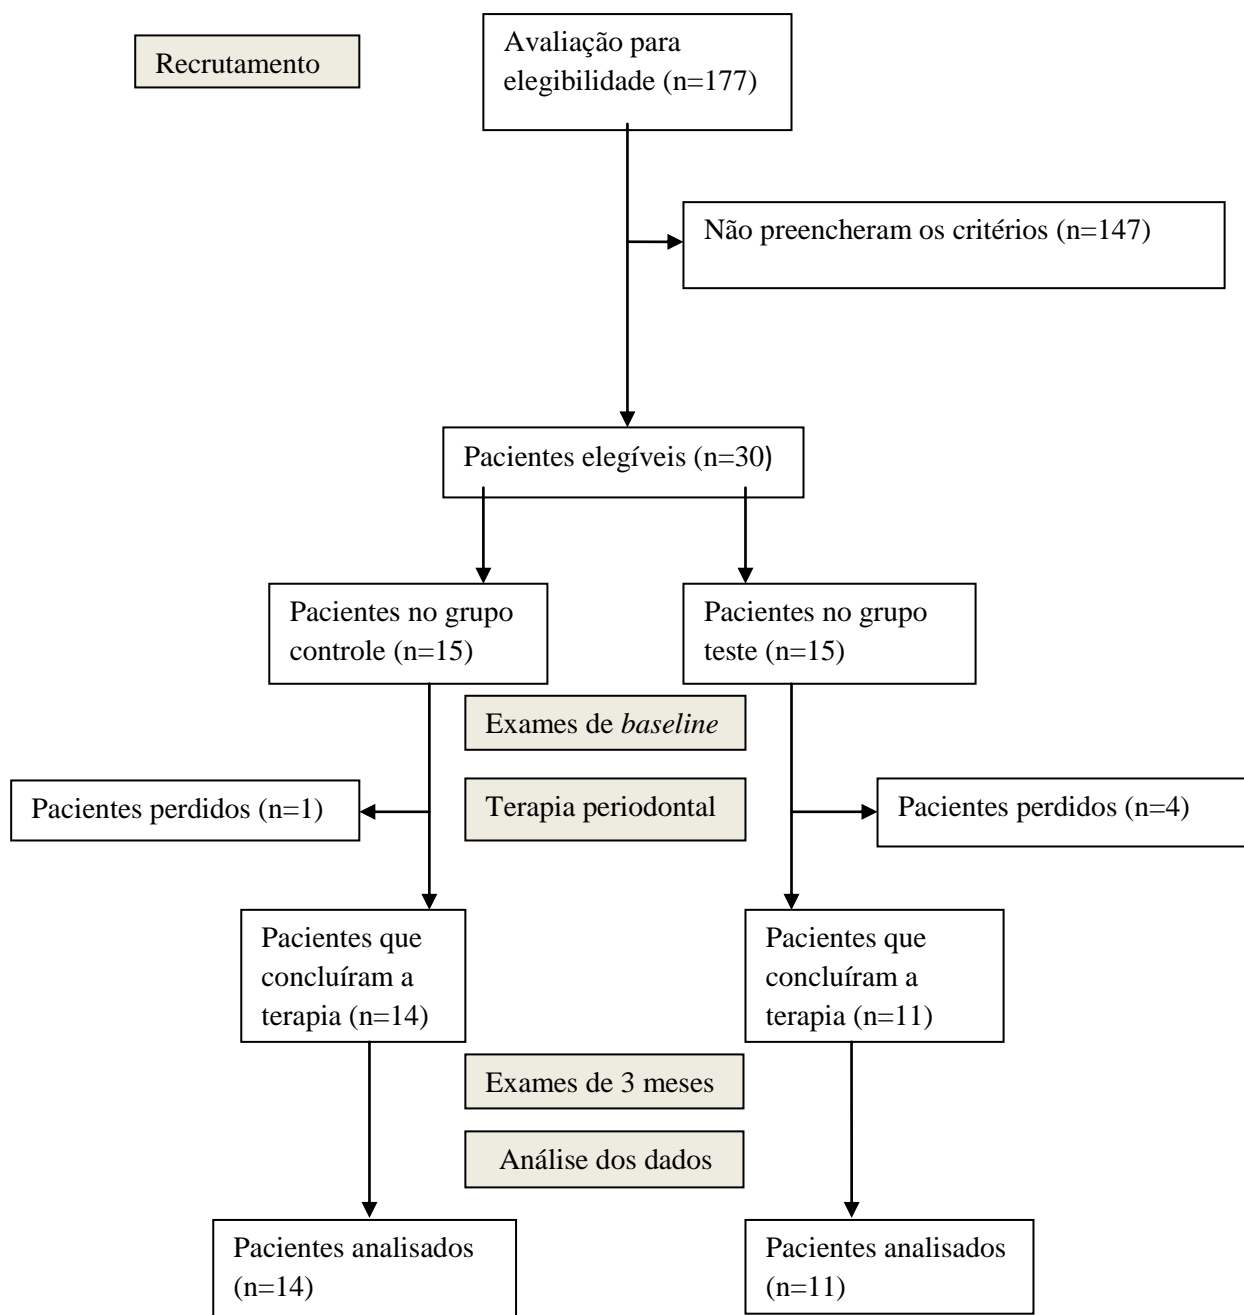 Recrutamento
Avaliação para
elegibilidade (n=177)
Não preencheram os critérios (n=147)
Pacientes elegíveis (n=30)
Pacientes no grupo
controle (n=15)
Pacientes no grupo
teste (n=15)
Exames de baseline
Pacientes perdidos (n=1)
Terapia periodontal
Pacientes perdidos (n=4)
Pacientes que
concluíram a
terapia (n=14)
Pacientes que
concluíram a
terapia (n=11)
Exames de 3 meses
Análise dos dados
Pacientes analisados
(n=14)
Pacientes analisados
(n=11)